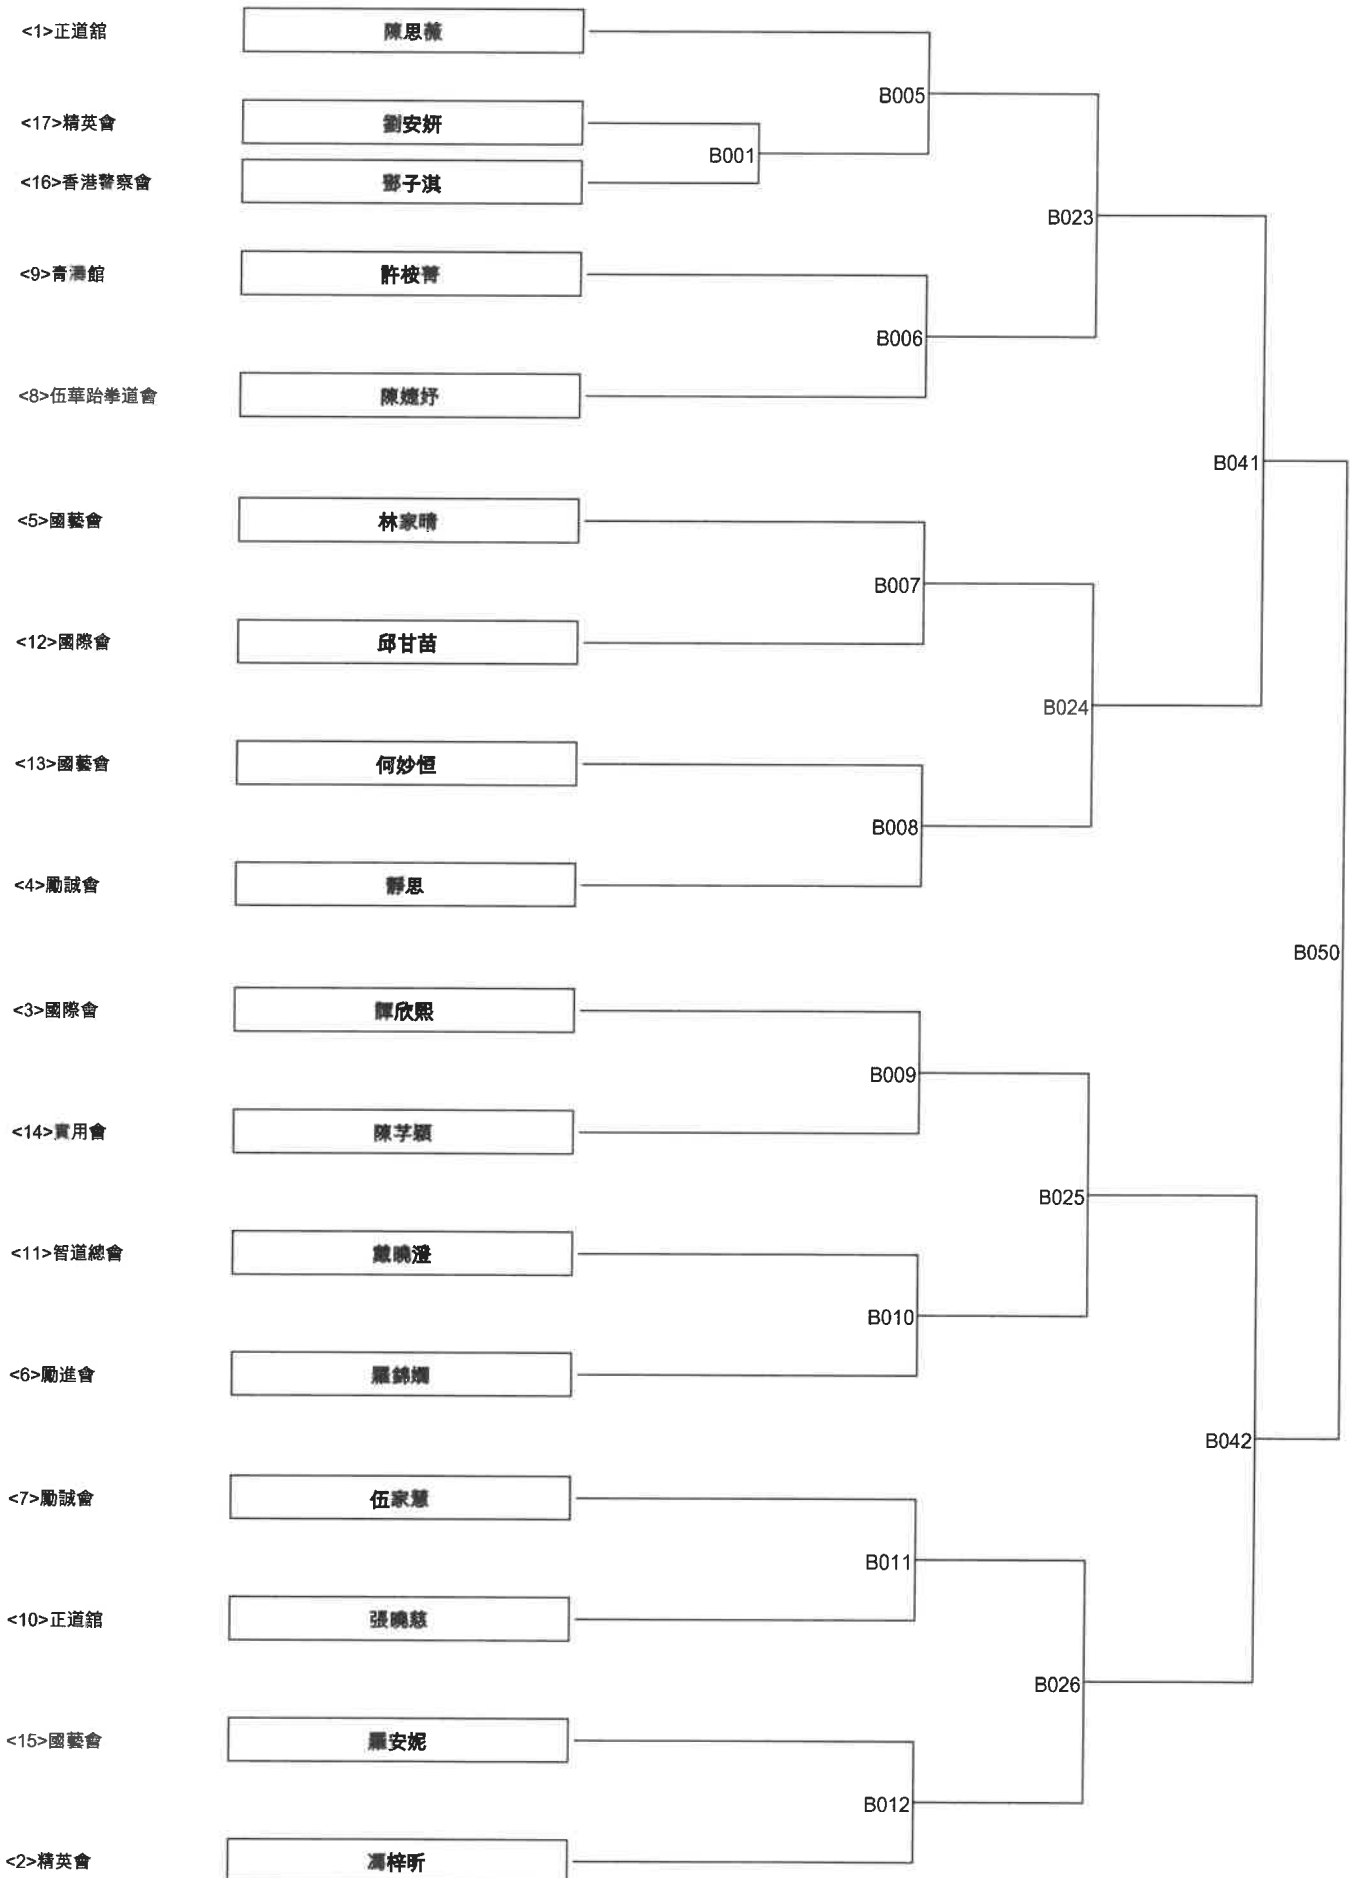 <1>正道舘 陳思薇
B005
<17>精英會 劉安妍
B001
<16>香港警察會 鄧子淇
B023
<9>青濤館 許桉菁
B006
<8>伍華跆拳道會 陳嬑妤
B041
<5>國藝會 林家晴
B007
<12>國際會 邱甘苗
B024
<13>國藝會 何妙恒
B008
<4>勵誠會 靜思
B050
<3>國際會 譚欣熙
B009
<14>實用會 陳芓穎
B025
<11>智道總會 戴曉澄
B010
<6>勵進會 羅錦嫻
B042
<7>勵誠會 伍家慧
B011
<10>正道舘 張曉慈
B026
<15>國藝會 羅安妮
B012
<2>精英會 馮梓昕